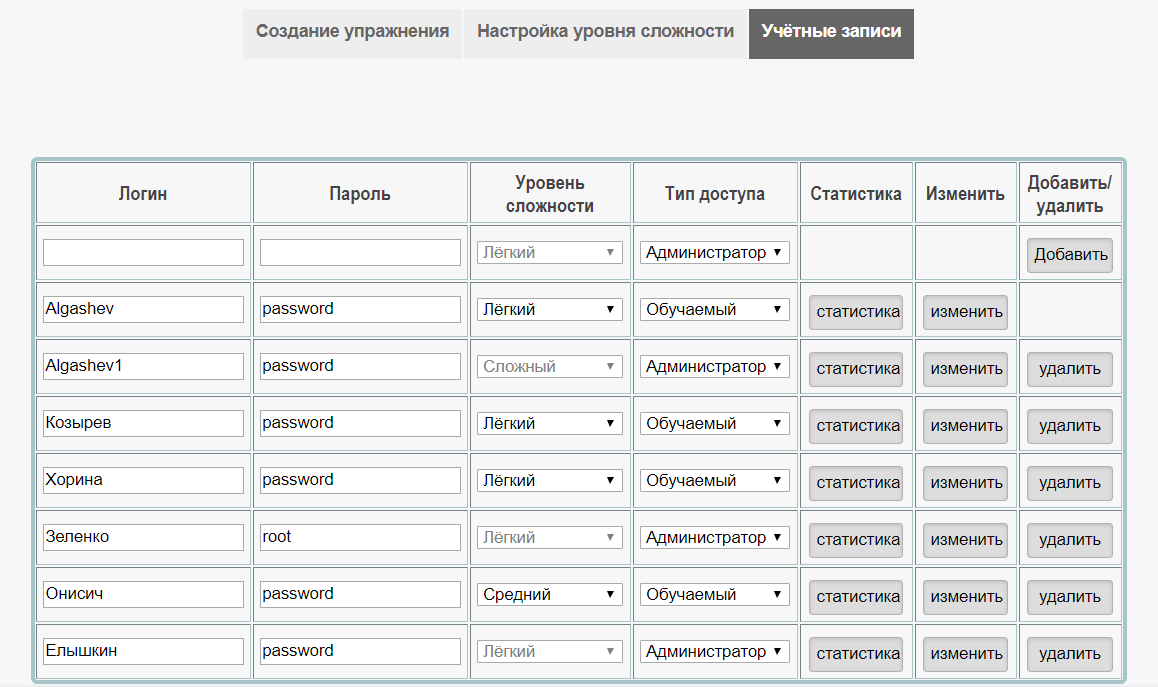 Создание упражнения Настройка уровня сложности Учётные записи
Логин Пароль Уровень сложности Тип доступа Статистика Изменить Добавить/удалить
Лёгкий Администратор Добавить
Algashev password Лёгкий Обучаемый статистика изменить
Algashev1 password Сложный Администратор статистика изменить удалить
Козырев password Лёгкий Обучаемый статистика изменить удалить
Хорина password Лёгкий Обучаемый статистика изменить удалить
Зеленко root Лёгкий Администратор статистика изменить удалить
Онисич password Средний Обучаемый статистика изменить удалить
Елышкин password Лёгкий Администратор статистика изменить удалить